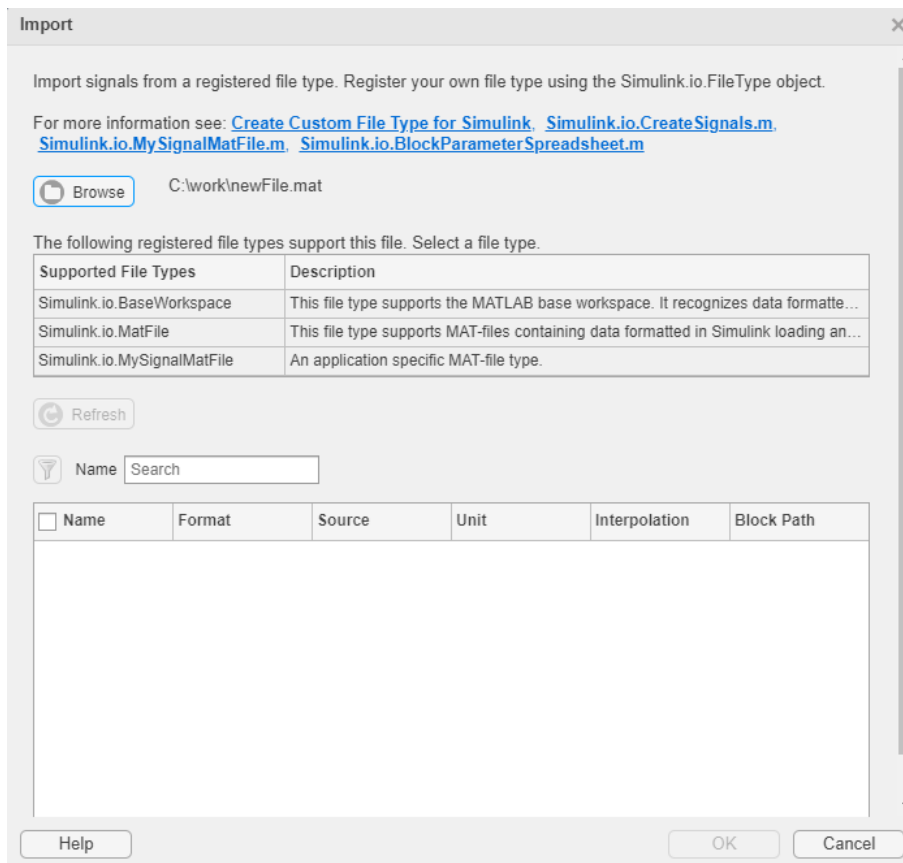 Import
Import signals from a registered file type. Register your own file type using the Simulink.io.FileType object.
For more information see: Create Custom File Type for Simulink, Simulink.io.CreateSignals.m,
Simulink.io.MySignalMatFile.m, Simulink.io.BlockParameterSpreadsheet.m
Browse C:\work\newFile.mat
The following registered file types support this file. Select a file type.
Supported File Types Description
Simulink.io.BaseWorkspace This file type supports the MATLAB base workspace. It recognizes data formatte...
Simulink.io.MatFile This file type supports MAT-files containing data formatted in Simulink loading an...
Simulink.io.MySignalMatFile An application specific MAT-file type.
Refresh
Name Search
Name Format Source Unit Interpolation Block Path
Help OK Cancel